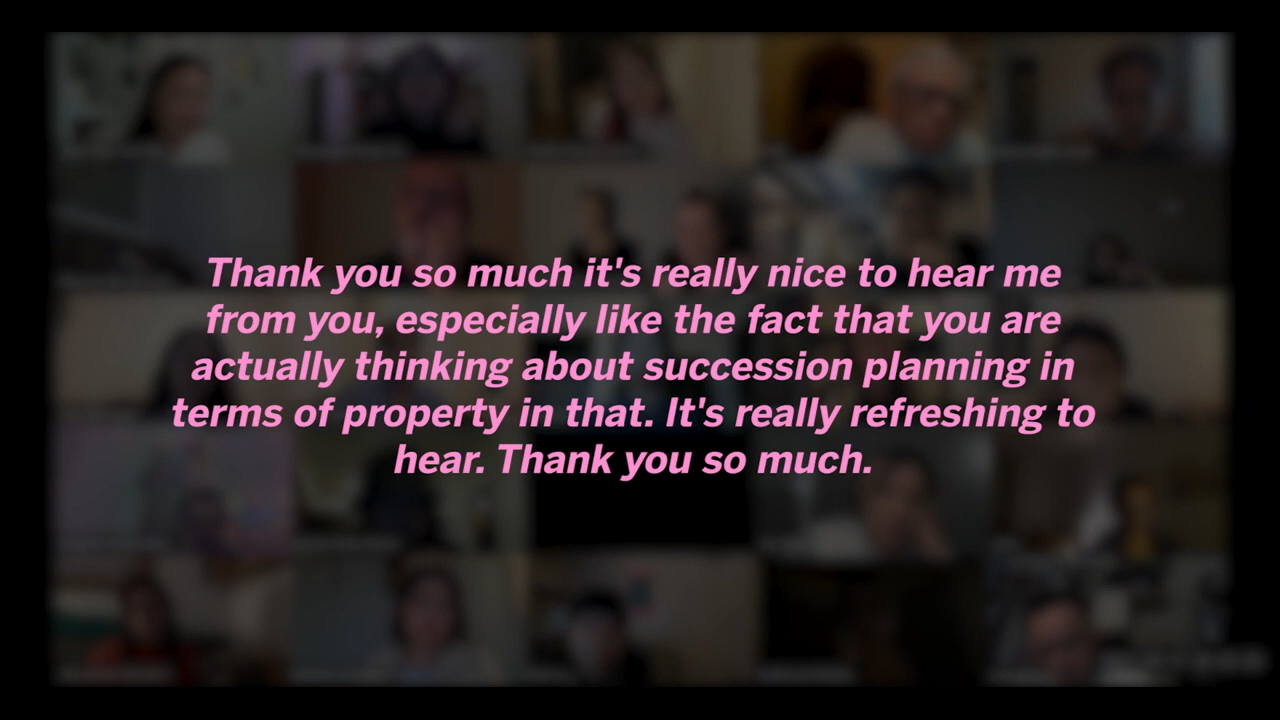 Thank you so much it's really nice to hear me
from you, especially like the fact that you are
actually thinking about succession planning in
terms of property in that. It's really refreshing to
hear. Thank you so much.